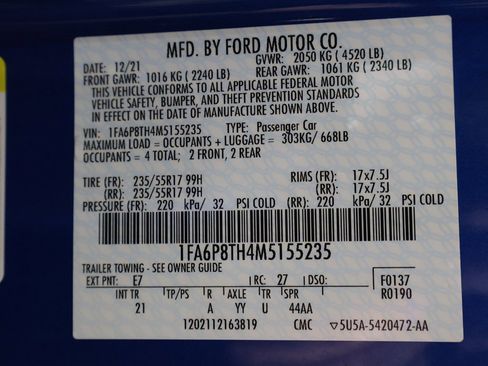 MFD. BY FORD MOTOR CO.
DATE: 12/21 GVWR: 2050 KG ( 4520 LB)
FRONT GAWR: 1016 KG ( 2240 LB) REAR GAWR: 1061 KG ( 2340 LB)
THIS VEHICLE CONFORMS TO ALL APPLICABLE FEDERAL MOTOR
VEHICLE SAFETY, BUMPER, AND THEFT PREVENTION STANDARDS
IN EFFECT ON THE DATE OF MANUFACTURE SHOWN ABOVE.
VIN: 1FA6P8TH4M5155235 TYPE: Passenger Car
MAXIMUM LOAD = OCCUPANTS + LUGGAGE = 303KG/ 668LB
OCCUPANTS = 4 TOTAL; 2 FRONT, 2 REAR
TIRE (FR): 235/55R17 99H RIMS (FR): 17x7.5J
(RR): 235/55R17 99H (RR): 17x7.5J
PRESSURE (FR): 220 kPa/ 32 PSI COLD (RR): 220 kPa/ 32 PSI COLD
1FA6P8TH4M5155235
TRAILER TOWING - SEE OWNER GUIDE
EXT PNT: E7 RC: 27 DSO: F0137
INT TR TP/PS R AXLE TR SPR R0190
21 A YY U 44AA
1202112163819 CMC ▽5U5A-5420472-AA